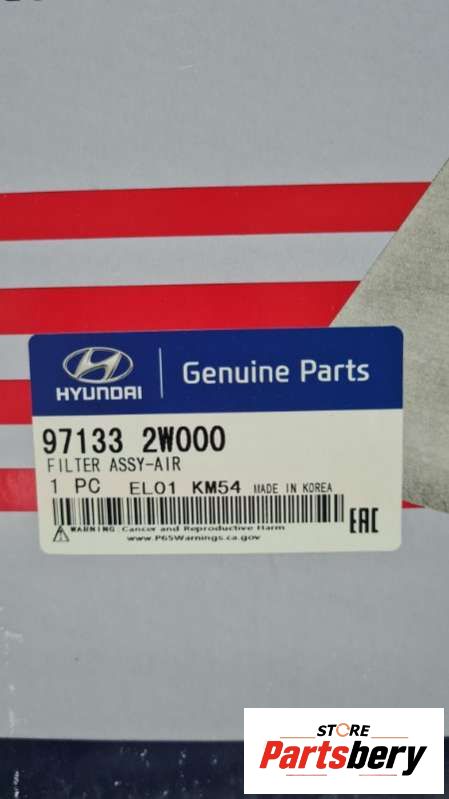 HYUNDAI
Genuine Parts
97133 2W000
FILTER ASSY-AIR
1 PC EL01 KM54 MADE IN KOREA
EAC
WARNING: Cancer and Reproductive Harm
www.P65Warnings.ca.gov
STORE
Partsbery